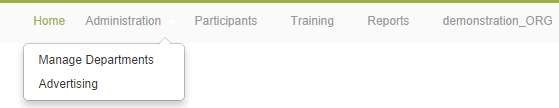 Home Administration Participants Training Reports demonstration_ORG
Manage Departments
Advertising